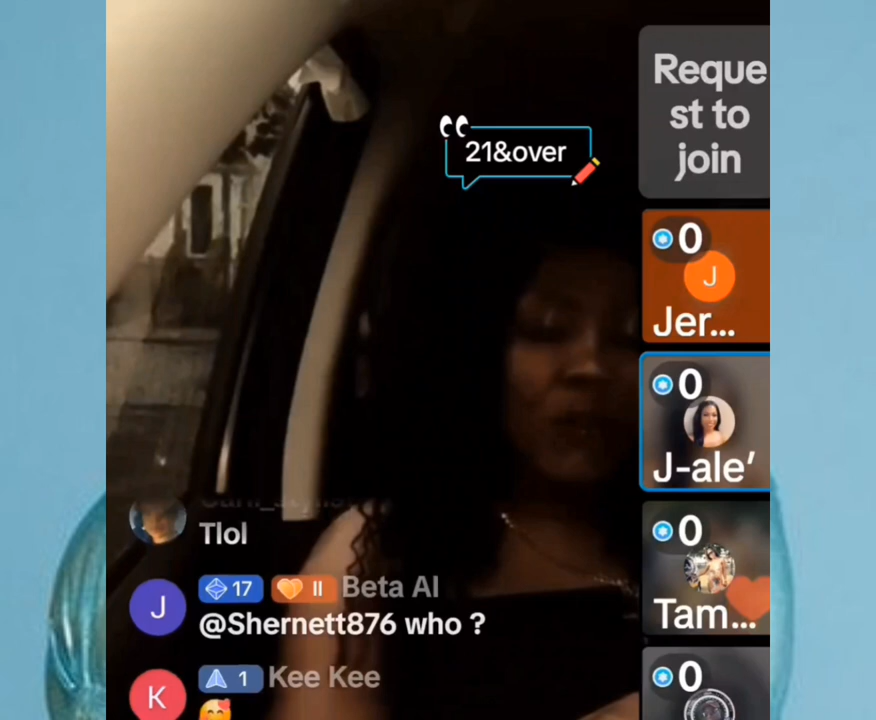 21&over
Reque
st to
join
0
J
Jer...
0
J-ale’
0
Tam...
0
Tlol
J
17
II
Beta AI
@Shernett876 who ?
K
1
Kee Kee